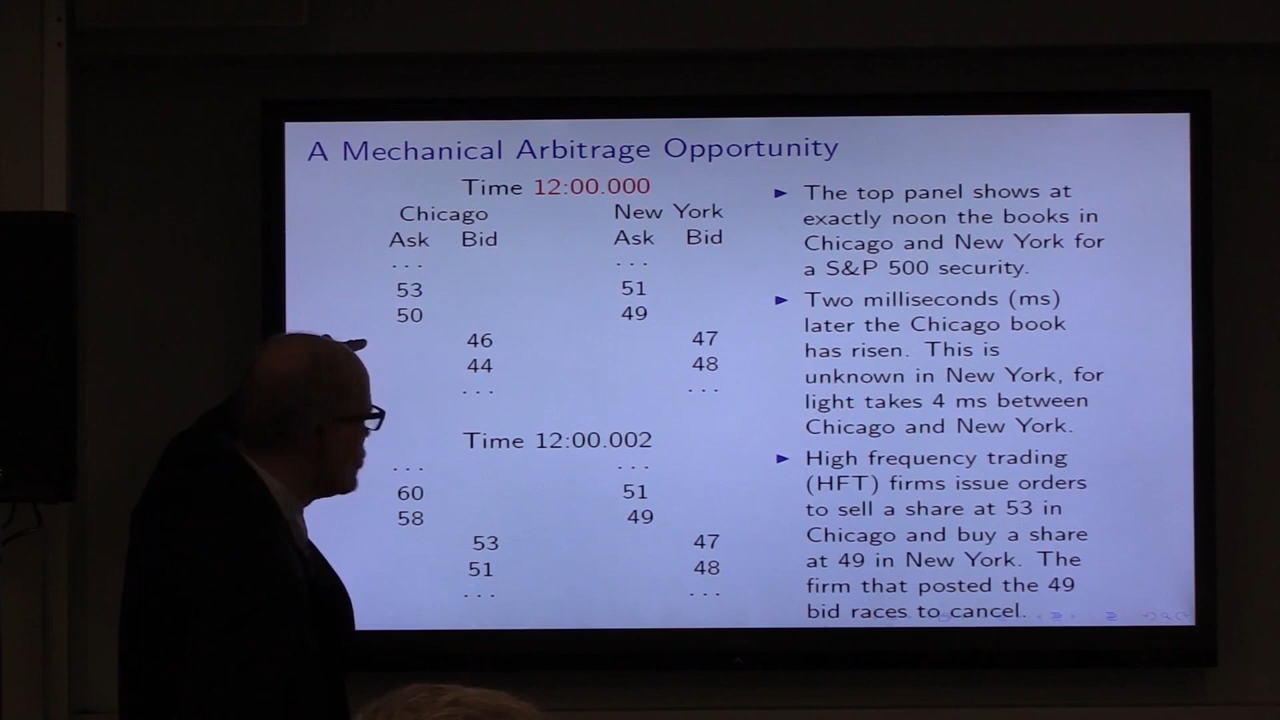 A Mechanical Arbitrage Opportunity
Time 12:00.000
Chicago New York
Ask Bid Ask Bid
. . . . . .
53 51
50 49
46 47
44 48
. . . . . .
Time 12:00.002
. . . . . .
60 51
58 49
53 47
51 48
. . . . . .
► The top panel shows at
exactly noon the books in
Chicago and New York for
a S&P 500 security.
► Two milliseconds (ms)
later the Chicago book
has risen. This is
unknown in New York, for
light takes 4 ms between
Chicago and New York.
► High frequency trading
(HFT) firms issue orders
to sell a share at 53 in
Chicago and buy a share
at 49 in New York. The
firm that posted the 49
bid races to cancel.